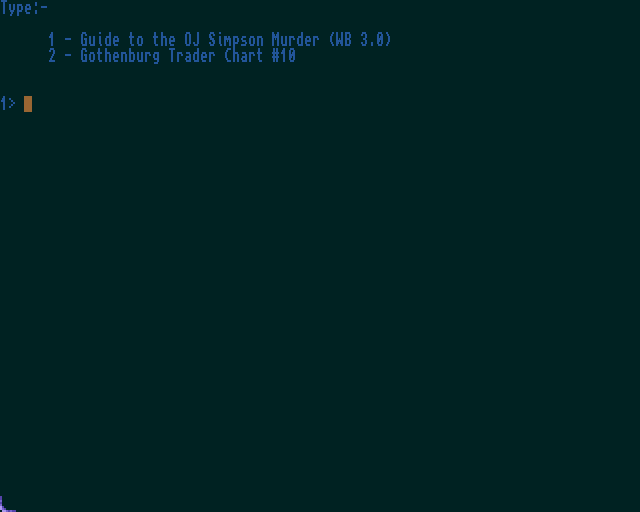 Type:-
1 - Guide to the OJ Simpson Murder (WB 3.0)
2 - Gothenburg Trader Chart #10
1>